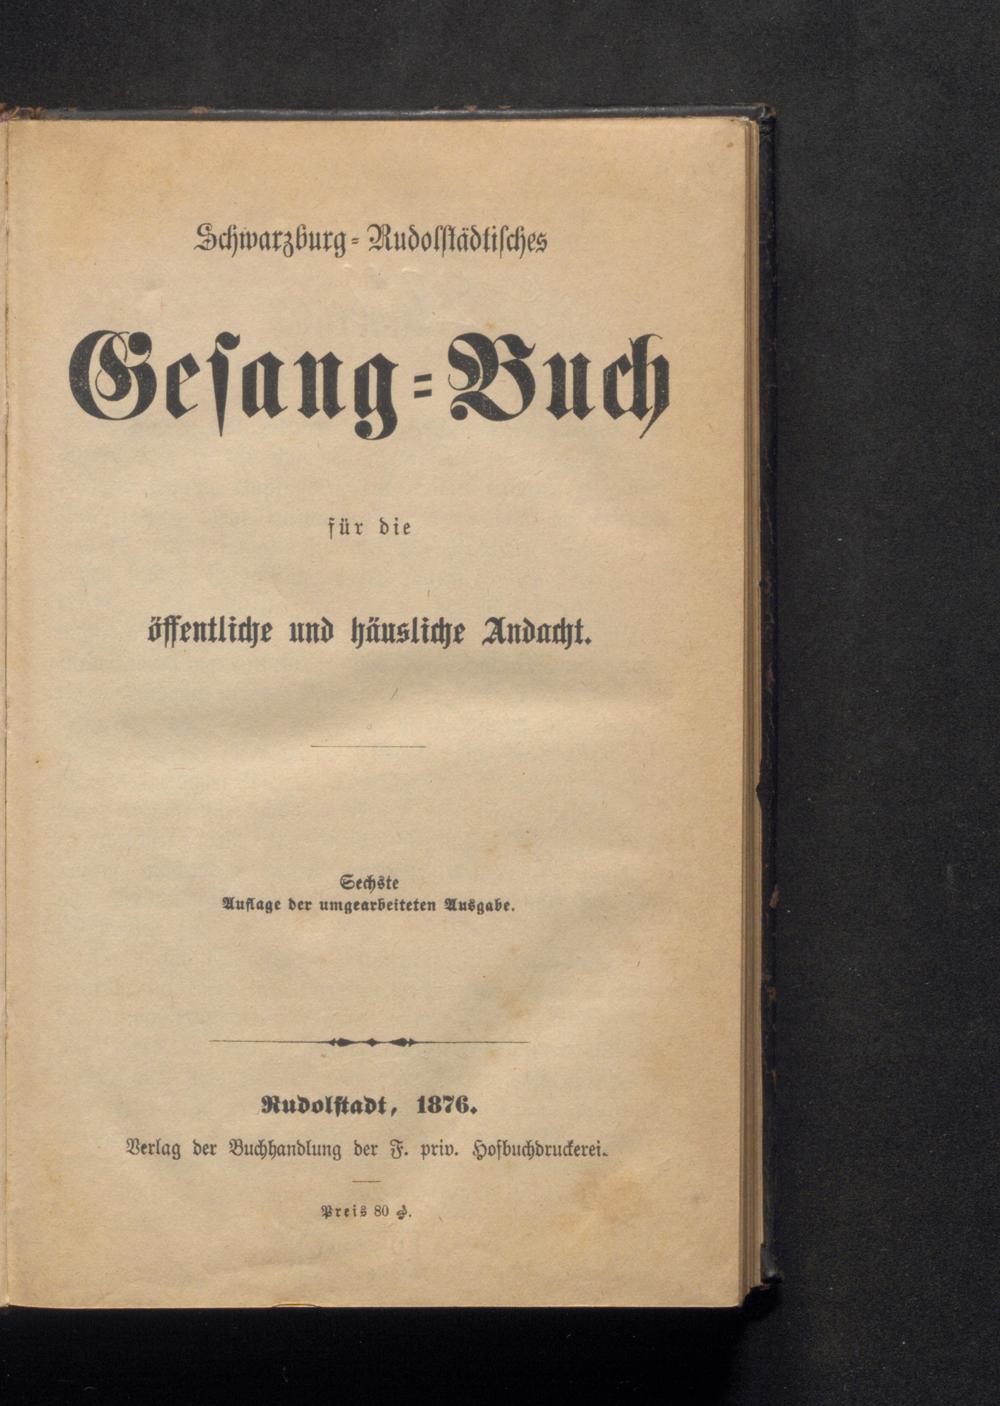 Schwarzburg-Rudolstädtisches
Gesang-Buch
für die
öffentliche und häusliche Andacht.
Sechste
Auflage der umgearbeiteten Ausgabe.
Rudolstadt, 1876.
Verlag der Buchhandlung der F. priv. Hofbuchdruckerei.
Preis 80 ₰.